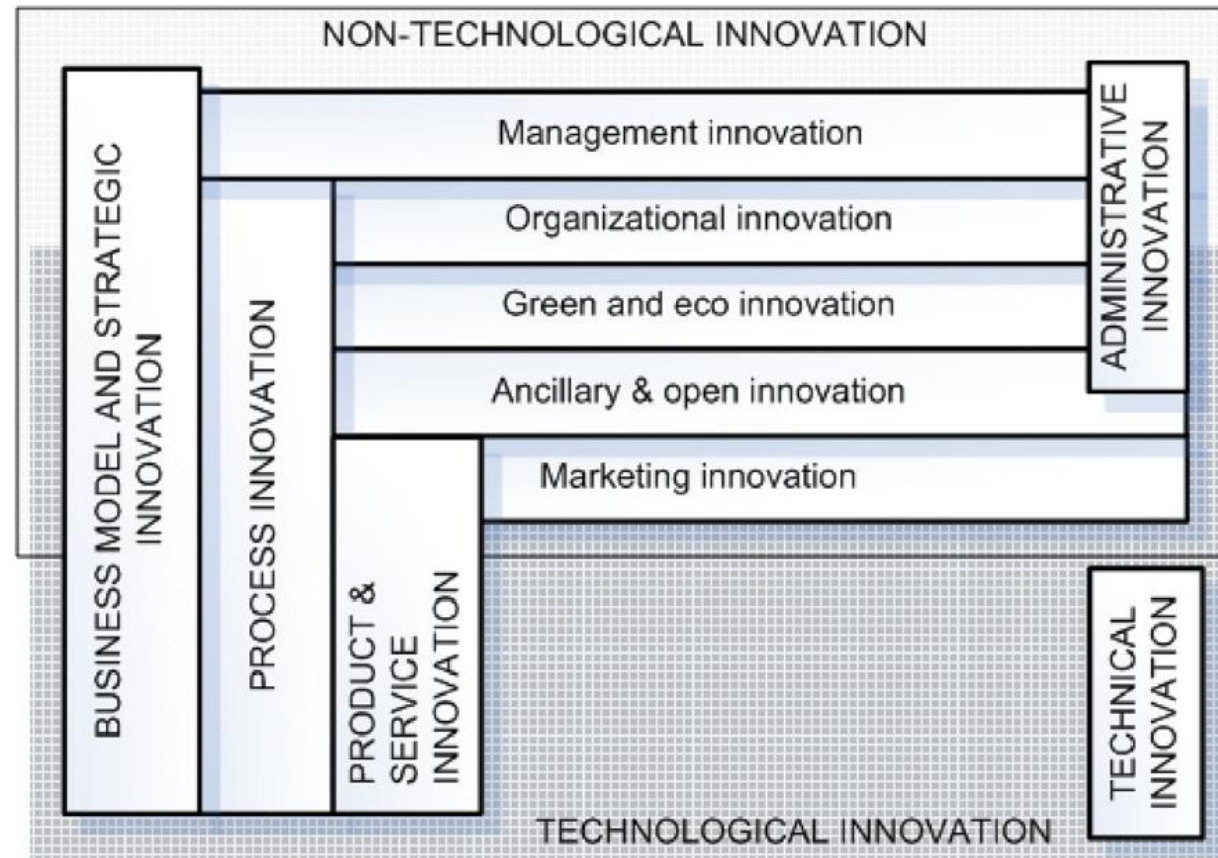 NON-TECHNOLOGICAL INNOVATION
BUSINESS MODEL AND STRATEGIC
INNOVATION
PROCESS INNOVATION
PRODUCT &
SERVICE
INNOVATION
Management innovation
Organizational innovation
Green and eco innovation
Ancillary & open innovation
Marketing innovation
ADMINISTRATIVE
INNOVATION
TECHNICAL
INNOVATION
TECHNOLOGICAL INNOVATION